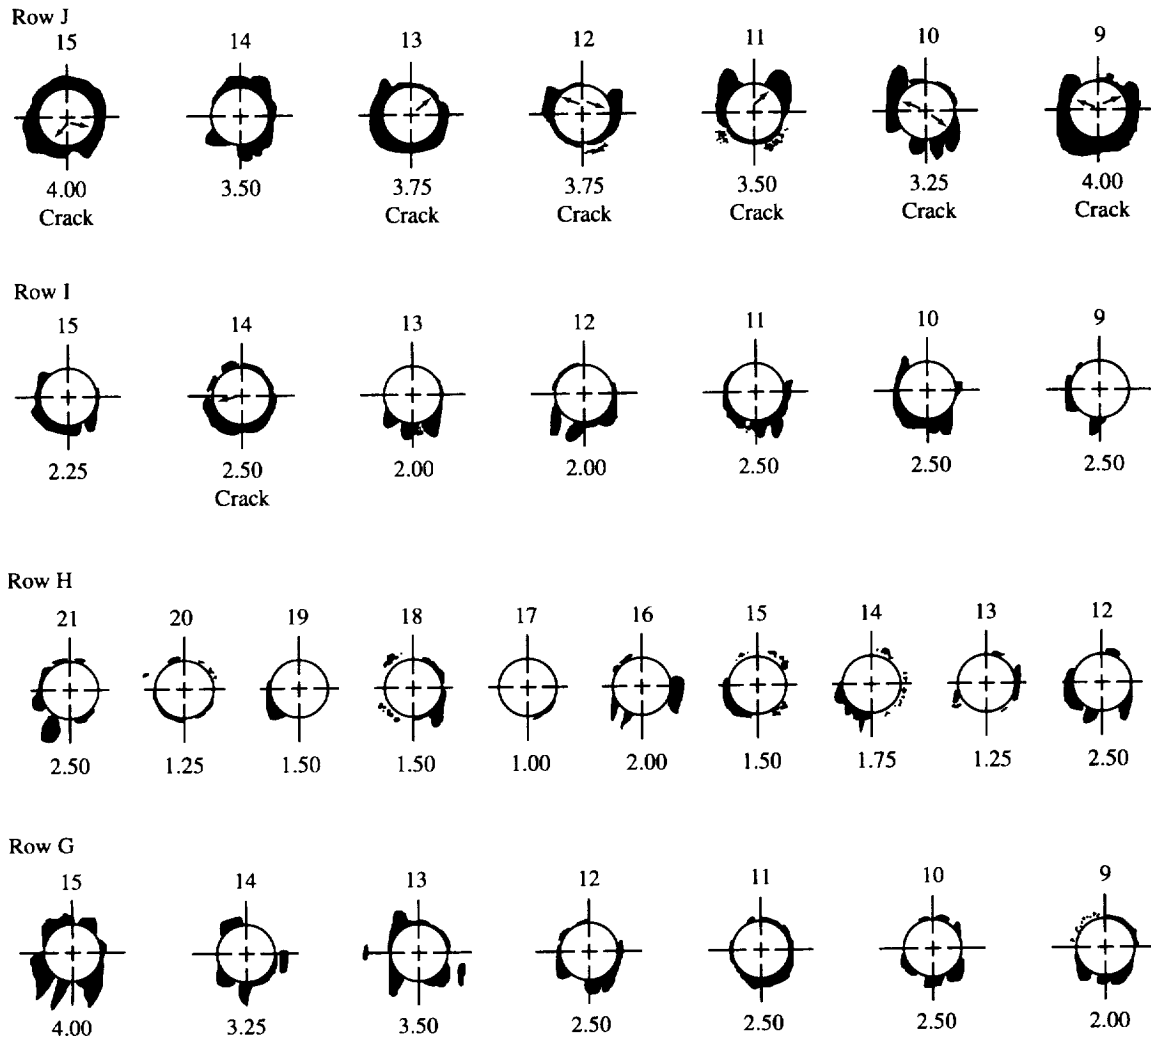 Row J
15 14 13 12 11 10 9
4.00 3.50 3.75 3.75 3.50 3.25 4.00
Crack Crack Crack Crack Crack Crack
Row I
15 14 13 12 11 10 9
2.25 2.50 2.00 2.00 2.50 2.50 2.50
Crack
Row H
21 20 19 18 17 16 15 14 13 12
2.50 1.25 1.50 1.50 1.00 2.00 1.50 1.75 1.25 2.50
Row G
15 14 13 12 11 10 9
4.00 3.25 3.50 2.50 2.50 2.50 2.00